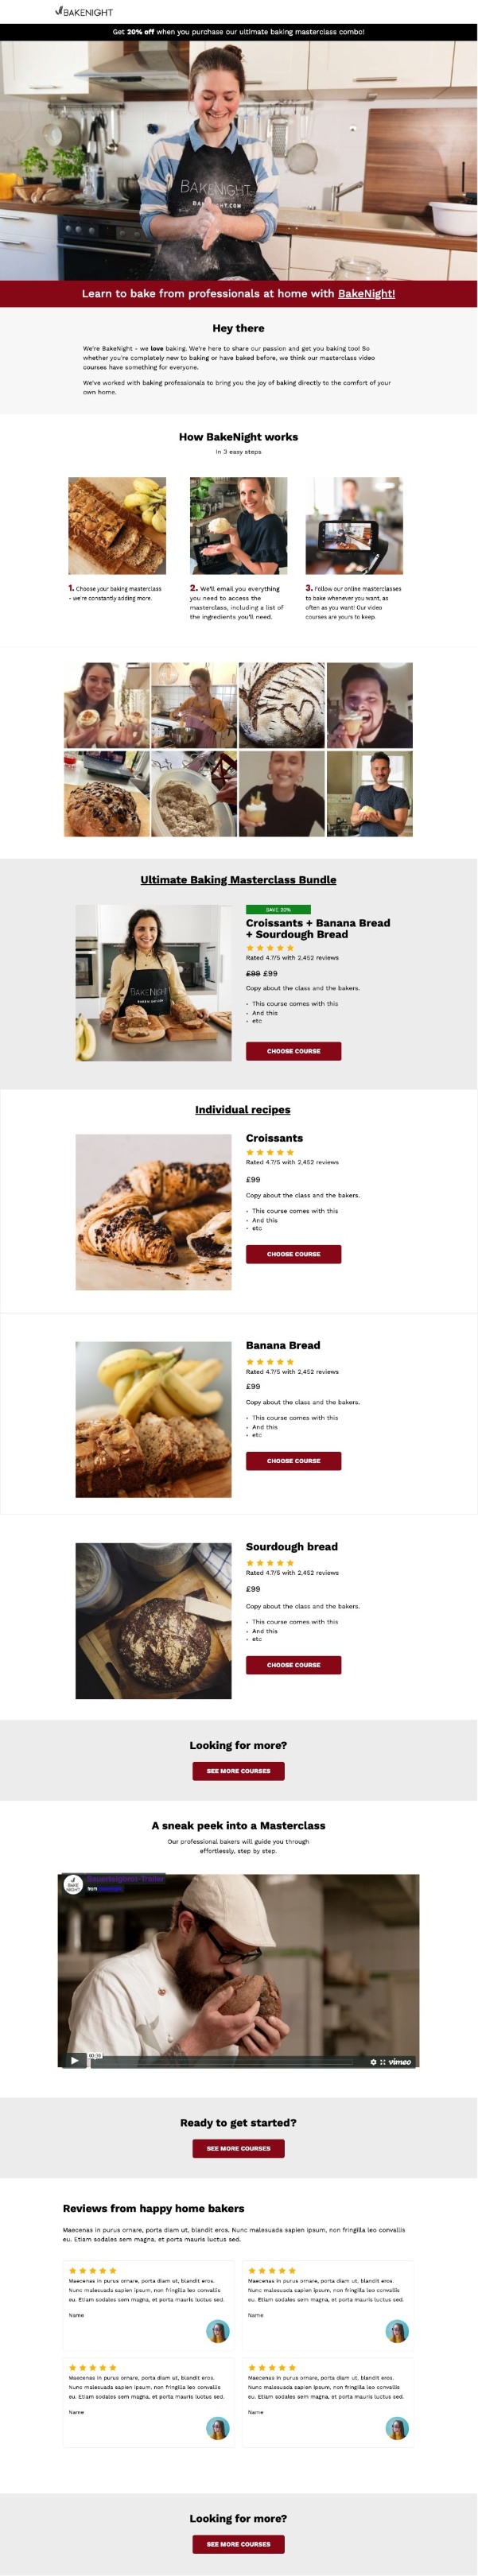 BAKENIGHT
Get 20% off when you purchase our ultimate baking masterclass combo!
BAKENIGHT
Learn to bake from professionals at home with BakeNight!
Hey there
We're BakeNight - we love baking. We're here to share our passion and get you baking too! So
whether you're completely new to baking or have baked before, we think our masterclass video
courses have something for everyone.
We've worked with baking professionals to bring you the joy of baking directly to the comfort of your
own home.
How BakeNight works
In 3 easy steps
1. Choose your baking masterclass
- we're constantly adding more.
2. We'll email you everything
you need to access the
masterclass, including a list of
the ingredients you'll need.
3. Follow our online masterclasses
to bake whenever you want, as
often as you want! Our video
courses are yours to keep.
Ultimate Baking Masterclass Bundle
SAVE 20%
Croissants + Banana Bread
+ Sourdough Bread
Rated 4.7/5 with 2,452 reviews
£99 £99
Copy about the class and the bakers.
• This course comes with this
• And this
• etc
CHOOSE COURSE
Individual recipes
Croissants
Rated 4.7/5 with 2,452 reviews
£99
Copy about the class and the bakers.
• This course comes with this
• And this
• etc
CHOOSE COURSE
Banana Bread
Rated 4.7/5 with 2,452 reviews
£99
Copy about the class and the bakers.
• This course comes with this
• And this
• etc
CHOOSE COURSE
Sourdough bread
Rated 4.7/5 with 2,452 reviews
£99
Copy about the class and the bakers.
• This course comes with this
• And this
• etc
CHOOSE COURSE
Looking for more?
SEE MORE COURSES
A sneak peek into a Masterclass
Our professional bakers will guide you through
effortlessly, step by step.
vimeo
Ready to get started?
SEE MORE COURSES
Reviews from happy home bakers
Maecenas in purus ornare, porta diam ut, blandit eros. Nunc malesuada sapien ipsum, non fringilla leo convallis
eu. Etiam sodales sem magna, et porta mauris luctus sed.
Maecenas in purus ornare, porta diam ut, blandit eros.
Nunc malesuada sapien ipsum, non fringilla leo convallis
eu. Etiam sodales sem magna, et porta mauris luctus sed.
Name
Maecenas in purus ornare, porta diam ut, blandit eros.
Nunc malesuada sapien ipsum, non fringilla leo convallis
eu. Etiam sodales sem magna, et porta mauris luctus sed.
Name
Maecenas in purus ornare, porta diam ut, blandit eros.
Nunc malesuada sapien ipsum, non fringilla leo convallis
eu. Etiam sodales sem magna, et porta mauris luctus sed.
Name
Maecenas in purus ornare, porta diam ut, blandit eros.
Nunc malesuada sapien ipsum, non fringilla leo convallis
eu. Etiam sodales sem magna, et porta mauris luctus sed.
Name
Looking for more?
SEE MORE COURSES